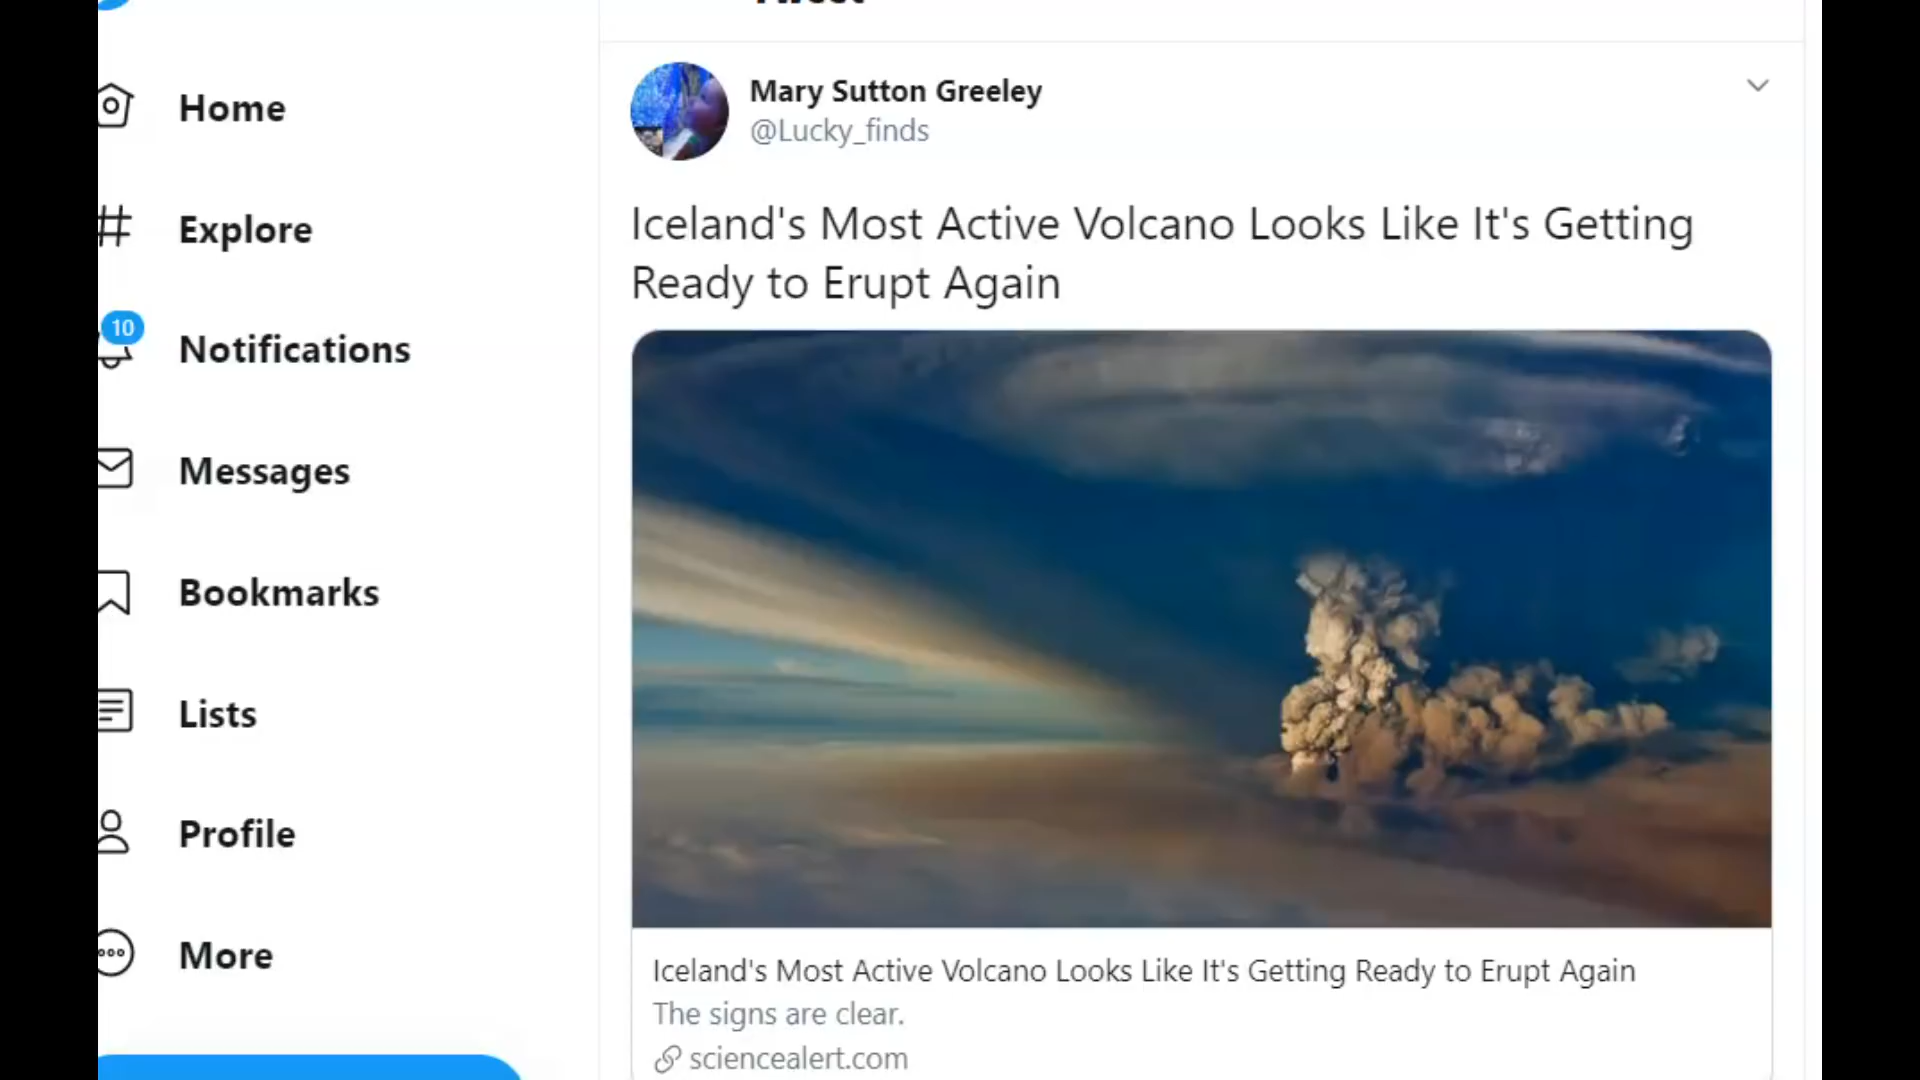 Tweet
Home
Explore
10
Notifications
Messages
Bookmarks
Lists
Profile
More
Mary Sutton Greeley
@Lucky_finds
Iceland's Most Active Volcano Looks Like It's Getting
Ready to Erupt Again
Iceland's Most Active Volcano Looks Like It's Getting Ready to Erupt Again
The signs are clear.
sciencealert.com